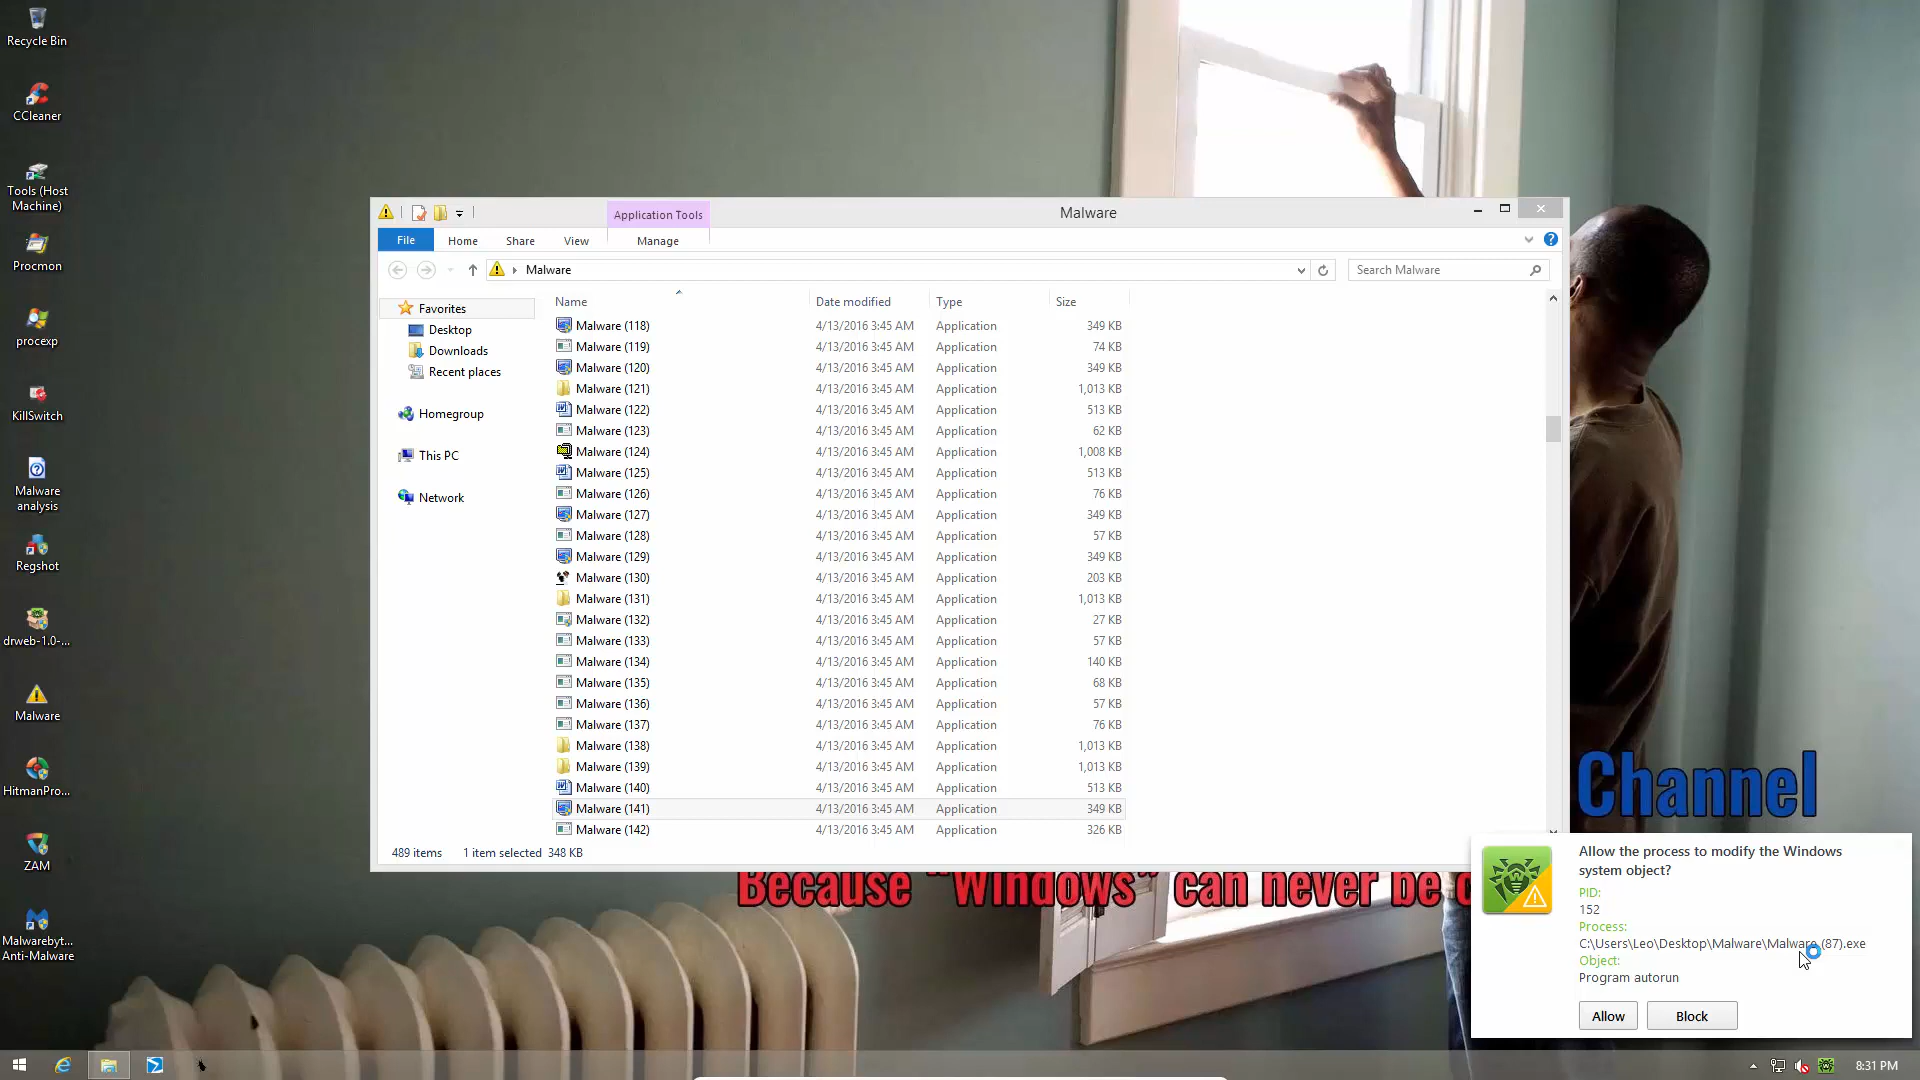 Recycle Bin
CCleaner
Tools (Host
Machine)
Procmon
procexp
KillSwitch
Malware
analysis
Regshot
drweb-1.0-...
Malware
HitmanPro...
ZAM
Malwarebyt...
Anti-Malware
Application Tools
Malware
File
Home
Share
View
Manage
Malware
Search Malware
Favorites
Desktop
Downloads
Recent places
Homegroup
This PC
Network
Name Date modified Type Size
Malware (118) 4/13/2016 3:45 AM Application 349 KB
Malware (119) 4/13/2016 3:45 AM Application 74 KB
Malware (120) 4/13/2016 3:45 AM Application 349 KB
Malware (121) 4/13/2016 3:45 AM Application 1,013 KB
Malware (122) 4/13/2016 3:45 AM Application 513 KB
Malware (123) 4/13/2016 3:45 AM Application 62 KB
Malware (124) 4/13/2016 3:45 AM Application 1,008 KB
Malware (125) 4/13/2016 3:45 AM Application 513 KB
Malware (126) 4/13/2016 3:45 AM Application 76 KB
Malware (127) 4/13/2016 3:45 AM Application 349 KB
Malware (128) 4/13/2016 3:45 AM Application 57 KB
Malware (129) 4/13/2016 3:45 AM Application 349 KB
Malware (130) 4/13/2016 3:45 AM Application 203 KB
Malware (131) 4/13/2016 3:45 AM Application 1,013 KB
Malware (132) 4/13/2016 3:45 AM Application 27 KB
Malware (133) 4/13/2016 3:45 AM Application 57 KB
Malware (134) 4/13/2016 3:45 AM Application 140 KB
Malware (135) 4/13/2016 3:45 AM Application 68 KB
Malware (136) 4/13/2016 3:45 AM Application 57 KB
Malware (137) 4/13/2016 3:45 AM Application 76 KB
Malware (138) 4/13/2016 3:45 AM Application 1,013 KB
Malware (139) 4/13/2016 3:45 AM Application 1,013 KB
Malware (140) 4/13/2016 3:45 AM Application 513 KB
Malware (141) 4/13/2016 3:45 AM Application 349 KB
Malware (142) 4/13/2016 3:45 AM Application 326 KB
489 items 1 item selected 348 KB
Channel
Because "Windows" can never be
Allow the process to modify the Windows
system object?
PID:
152
Process:
C:\Users\Leo\Desktop\Malware\Malware (87).exe
Object:
Program autorun
Allow
Block
8:31 PM